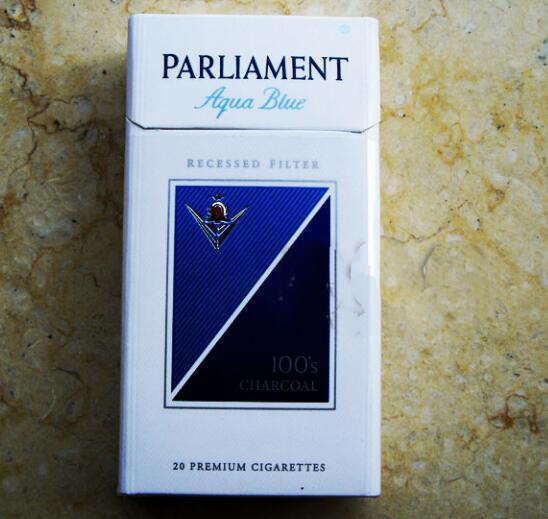 PARLIAMENT
Aqua Blue
RECESSED FILTER
100's
CHARCOAL
20 PREMIUM CIGARETTES